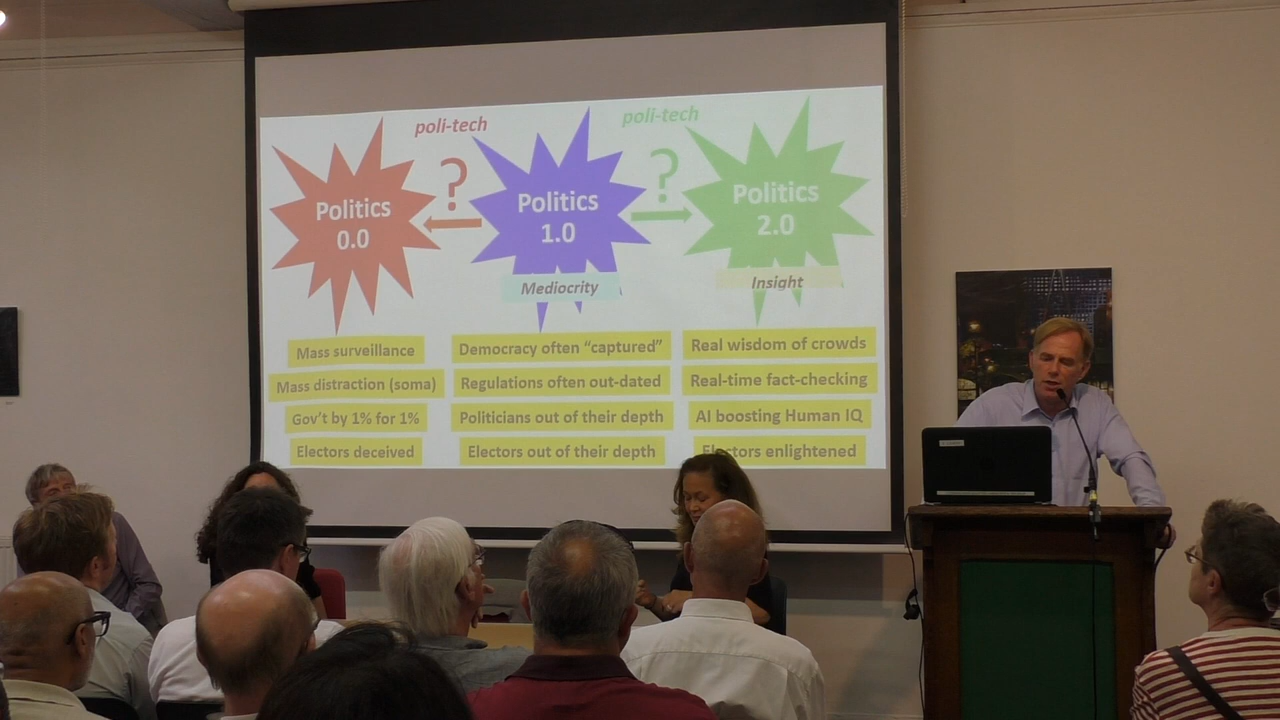 poli-tech
poli-tech
?
?
Politics
0.0
Politics
1.0
Politics
2.0
Mediocrity
Insight
Mass surveillance
Democracy often “captured”
Real wisdom of crowds
Mass distraction (soma)
Regulations often out-dated
Real-time fact-checking
Gov’t by 1% for 1%
Politicians out of their depth
AI boosting Human IQ
Electors deceived
Electors out of their depth
Electors enlightened